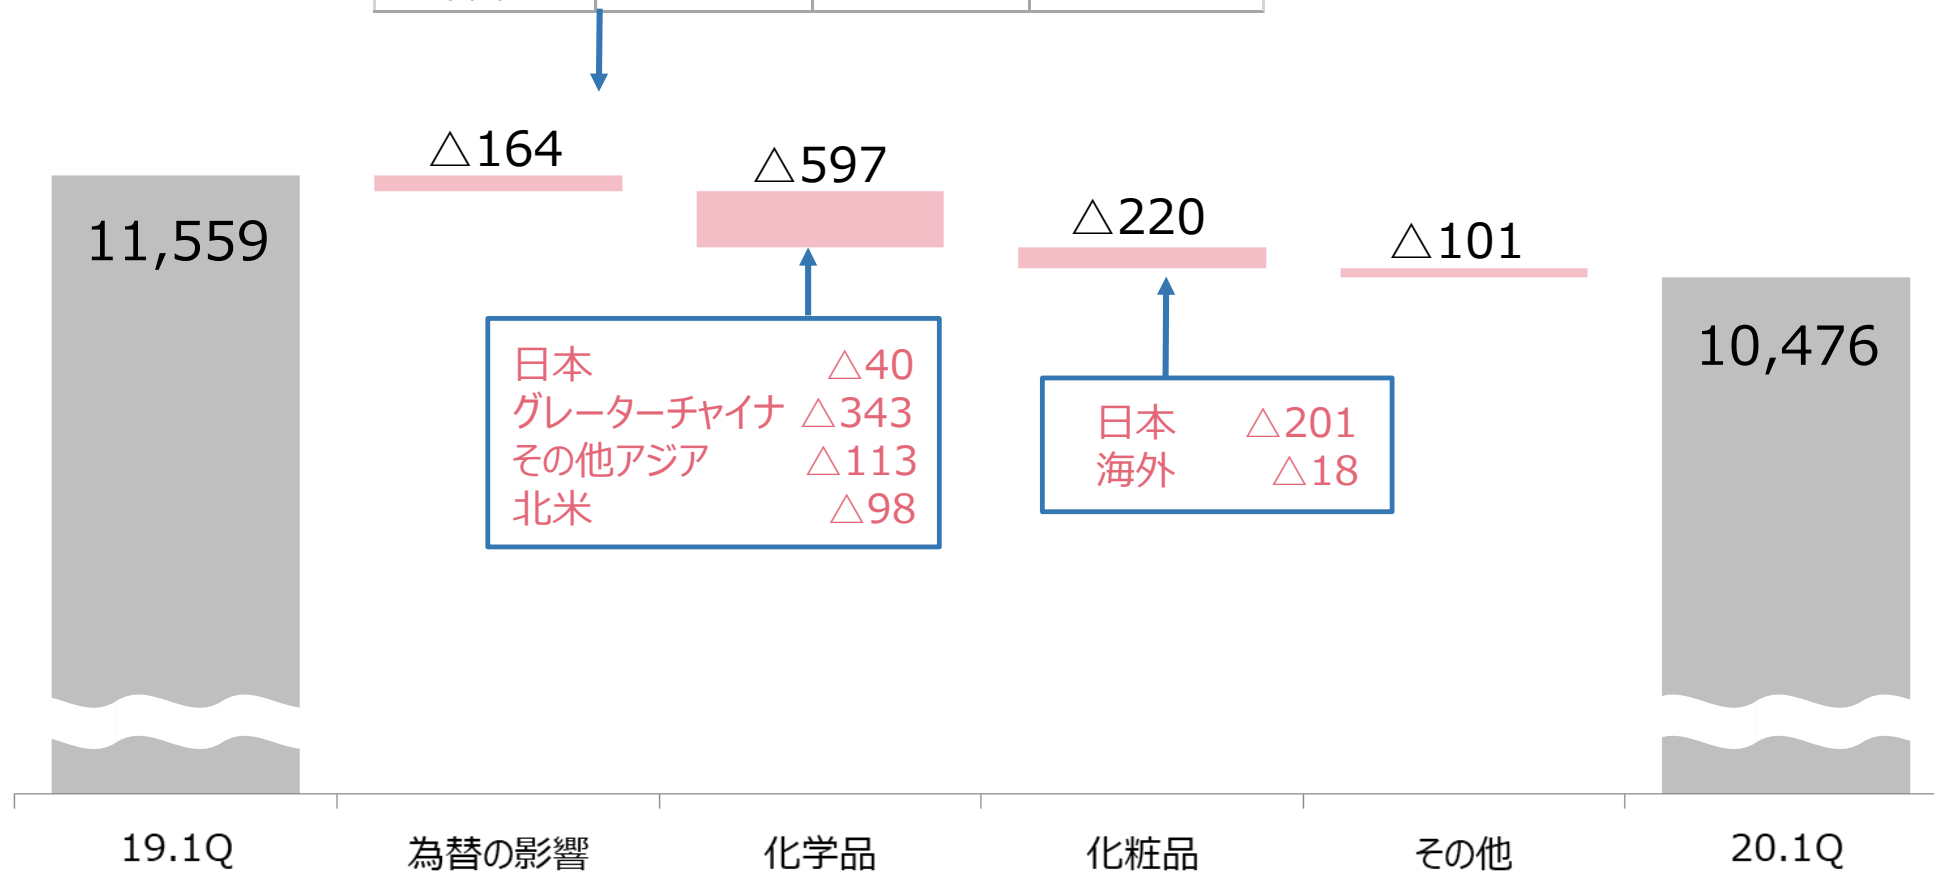 △164
△597
△220
△101
11,559
10,476
日本 △40
グレーターチャイナ △343
その他アジア △113
北米 △98
日本 △201
海外 △18
19.1Q 為替の影響 化学品 化粧品 その他 20.1Q